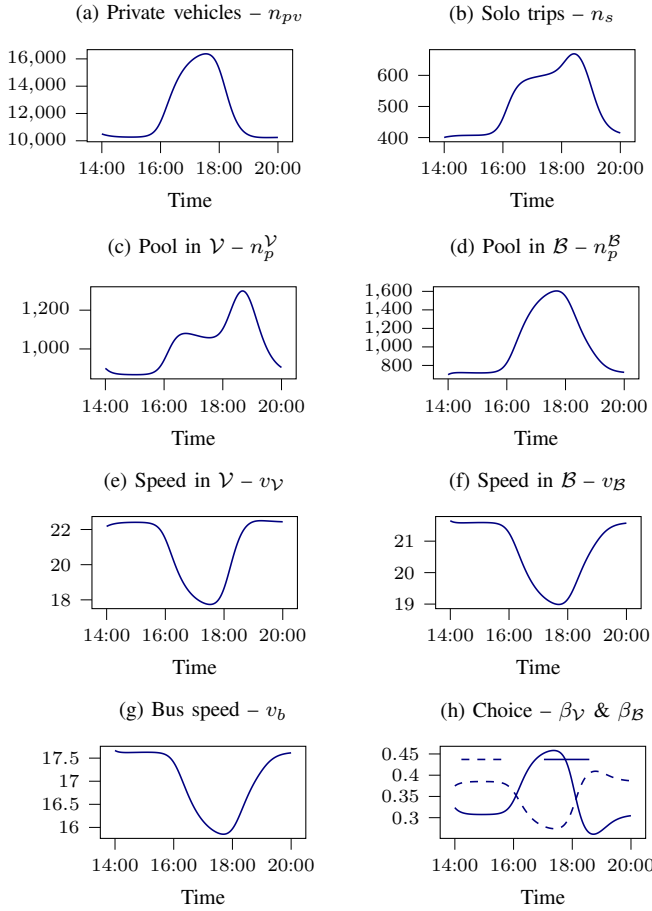 (a) Private vehicles – n_{pv}
(b) Solo trips – n_s
16,000
14,000
12,000
10,000
14:00 16:00 18:00 20:00
Time
600
500
400
14:00 16:00 18:00 20:00
Time
(c) Pool in 𝒱 – n_p^𝒱
(d) Pool in ℬ – n_p^ℬ
1,200
1,000
14:00 16:00 18:00 20:00
Time
1,600
1,400
1,200
1,000
800
14:00 16:00 18:00 20:00
Time
(e) Speed in 𝒱 – v_𝒱
(f) Speed in ℬ – v_ℬ
22
20
18
14:00 16:00 18:00 20:00
Time
21
20
19
14:00 16:00 18:00 20:00
Time
(g) Bus speed – v_b
(h) Choice – β_𝒱 & β_ℬ
17.5
17
16.5
16
14:00 16:00 18:00 20:00
Time
0.45
0.4
0.35
0.3
14:00 16:00 18:00 20:00
Time